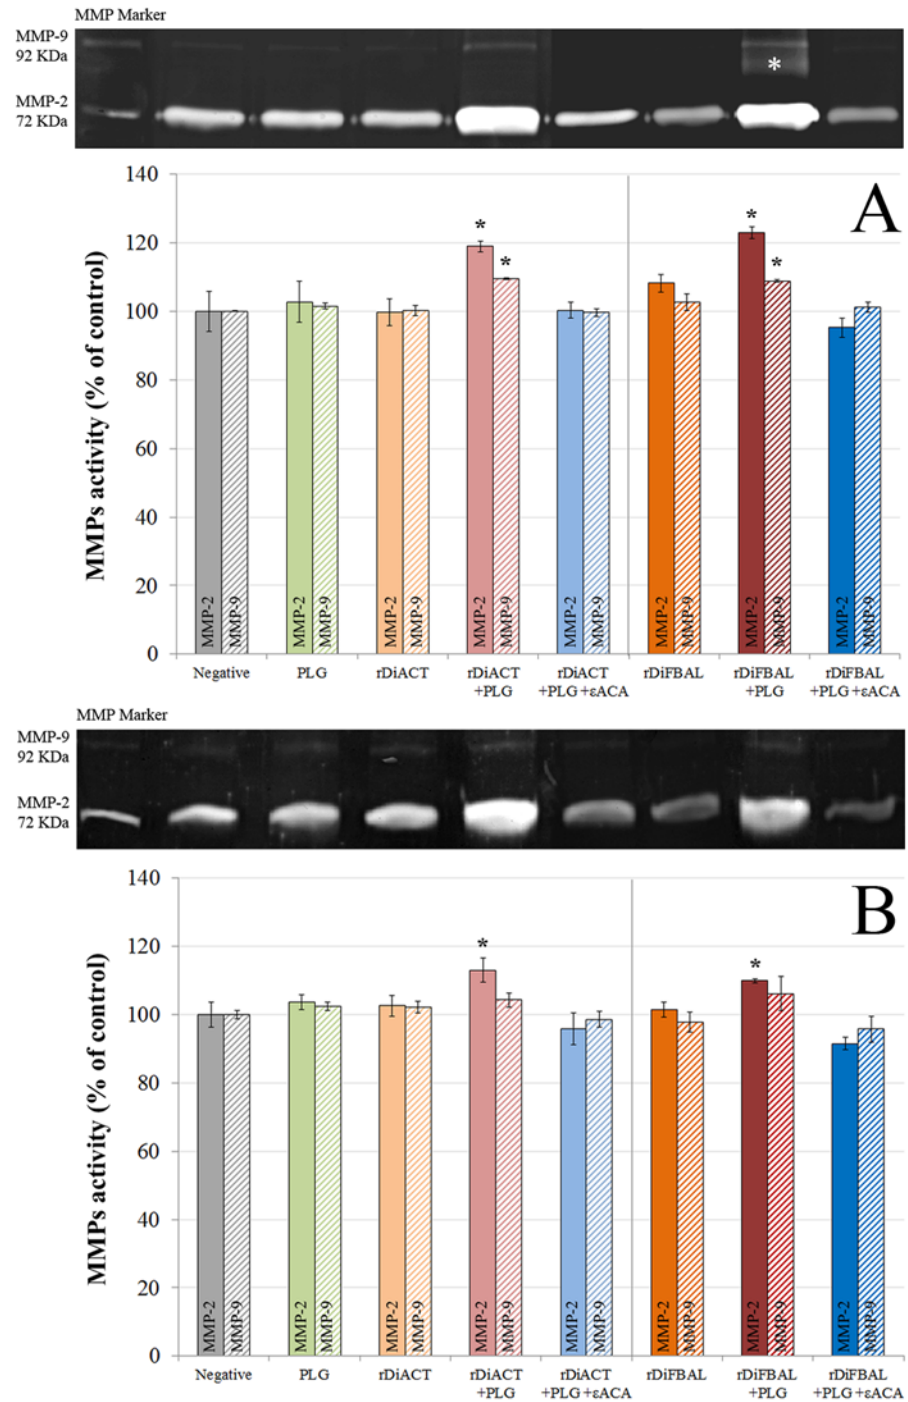 MMP Marker
MMP-9
92 KDa
MMP-2
72 KDa
*
A
MMPs activity (% of control)
140
120
100
80
60
40
20
0
* * * *
MMP-2 MMP-9 MMP-2 MMP-9 MMP-2 MMP-9 MMP-2 MMP-9 MMP-2 MMP-9 MMP-2 MMP-9 MMP-2 MMP-9 MMP-2 MMP-9
Negative PLG rDiACT rDiACT rDiACT rDiFBAL rDiFBAL rDiFBAL
+PLG +PLG +εACA +PLG +PLG +εACA
MMP Marker
MMP-9
92 KDa
MMP-2
72 KDa
B
MMPs activity (% of control)
140
120
100
80
60
40
20
0
* *
MMP-2 MMP-9 MMP-2 MMP-9 MMP-2 MMP-9 MMP-2 MMP-9 MMP-2 MMP-9 MMP-2 MMP-9 MMP-2 MMP-9 MMP-2 MMP-9
Negative PLG rDiACT rDiACT rDiACT rDiFBAL rDiFBAL rDiFBAL
+PLG +PLG +εACA +PLG +PLG +εACA